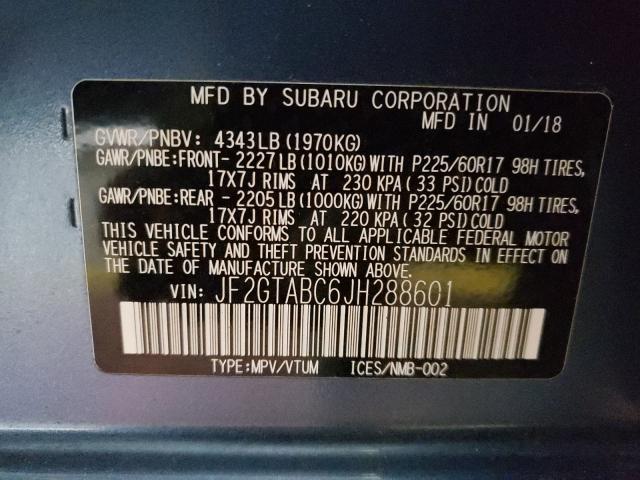 MFD BY SUBARU CORPORATION
MFD IN 01/18
GVWR/PNBV: 4343LB (1970KG)
GAWR/PNBE:FRONT- 2227LB (1010KG)WITH P225/60R17 98H TIRES,
17X7J RIMS AT 230 KPA (33 PSI)COLD
GAWR/PNBE:REAR - 2205LB (1000KG)WITH P225/60R17 98H TIRES,
17X7J RIMS AT 220 KPA (32 PSI)COLD
THIS VEHICLE CONFORMS TO ALL APPLICABLE FEDERAL MOTOR
VEHICLE SAFETY AND THEFT PREVENTION STANDARDS IN EFFECT ON
THE DATE OF MANUFACTURE SHOWN ABOVE.
VIN: JF2GTABC6JH288601
TYPE:MPV/VTUM ICES/NMB-002